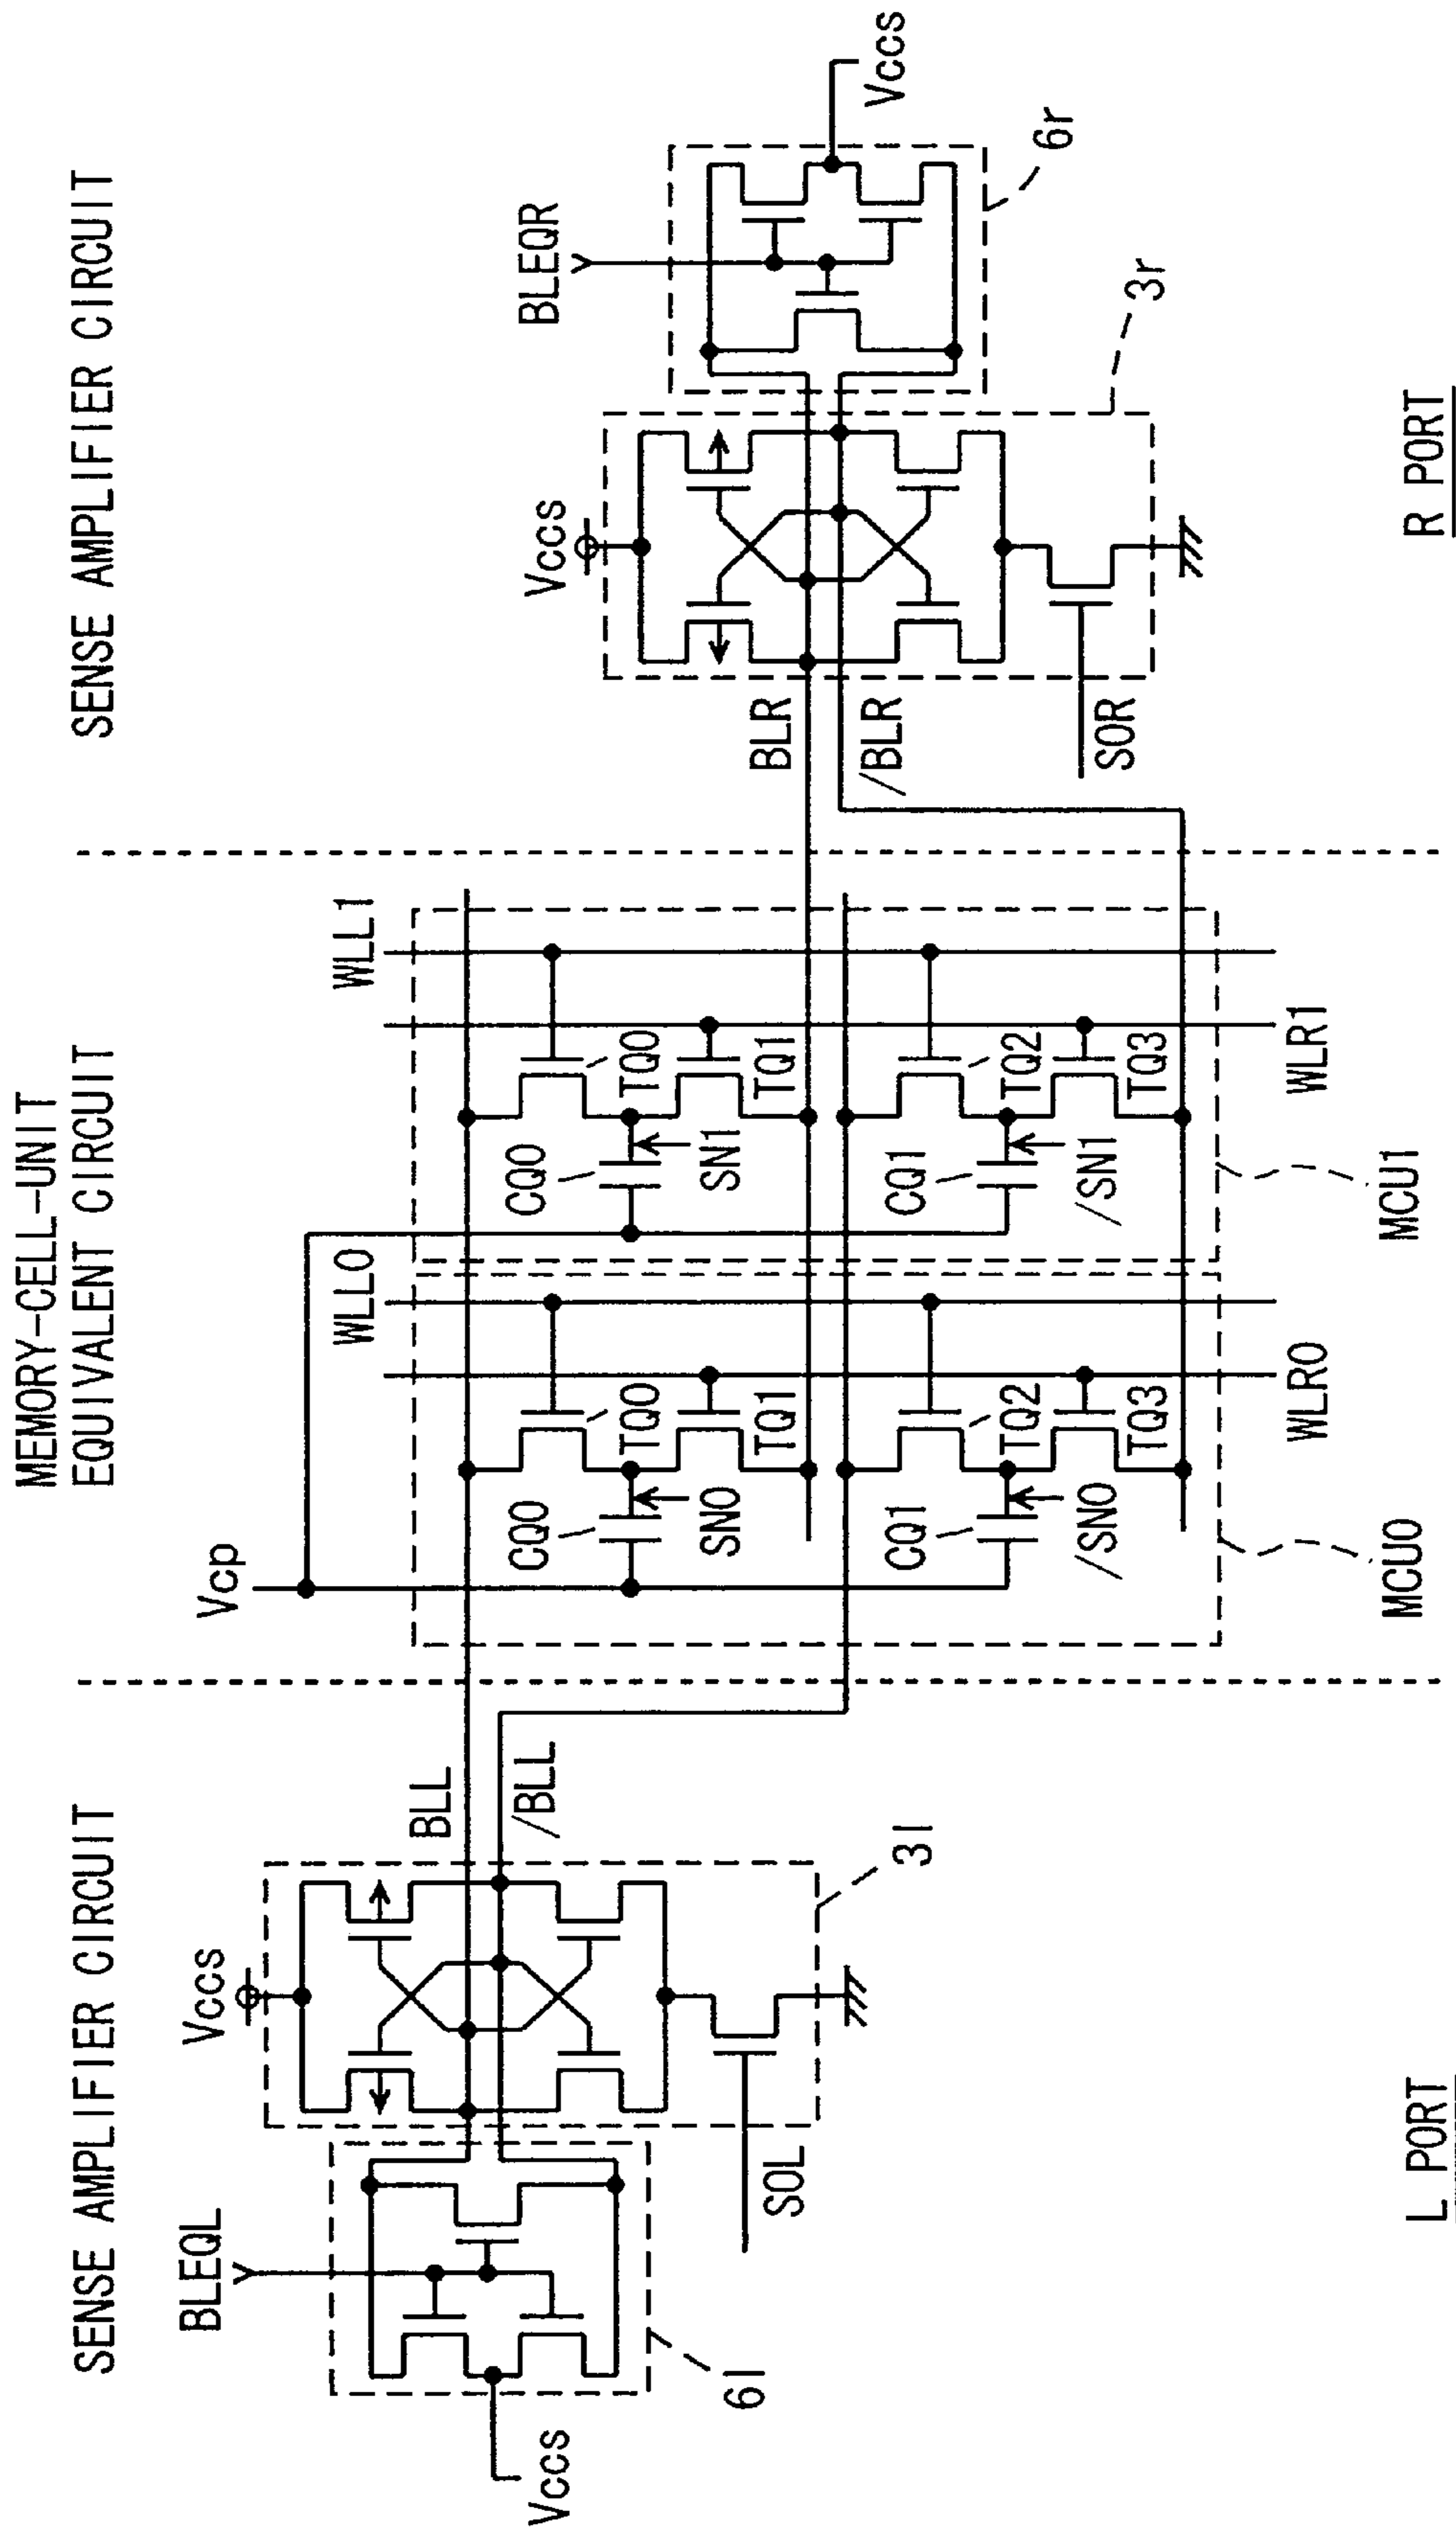 SENSE AMPLIFIER CIRCUIT
MEMORY-CELL-UNIT
EQUIVALENT CIRCUIT
SENSE AMPLIFIER CIRCUIT
BLEQL
Vccs
Vccs
6l
SOL
3l
BLL
/BLL
Vcp
WLL0
WLL1
CQ0
SN0
TQ0
TQ1
CQ1
/SN0
TQ2
TQ3
WLR0
MCU0
CQ0
SN1
TQ0
TQ1
CQ1
/SN1
TQ2
TQ3
WLR1
MCU1
BLR
/BLR
SOR
Vccs
3r
BLEQR
6r
Vccs
L PORT
R PORT